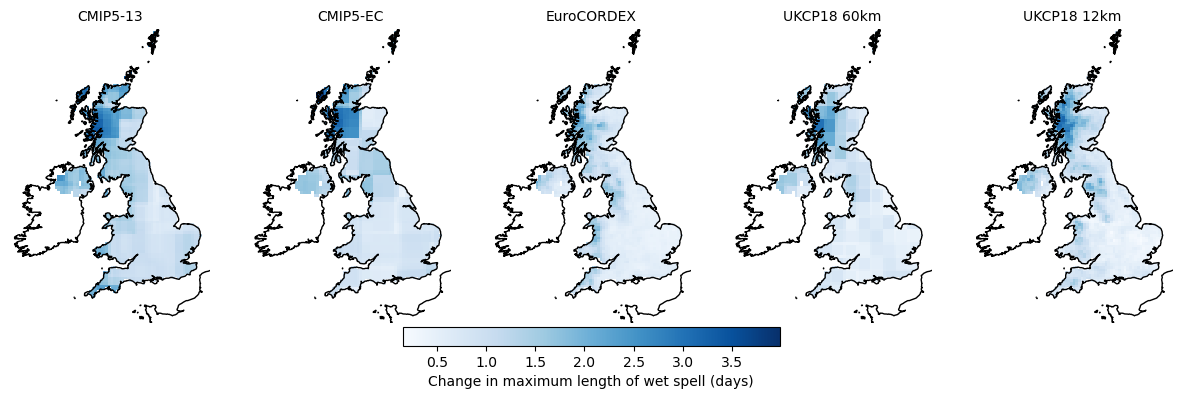 CMIP5-13 CMIP5-EC EuroCORDEX UKCP18 60km UKCP18 12km
0.5 1.0 1.5 2.0 2.5 3.0 3.5
Change in maximum length of wet spell (days)